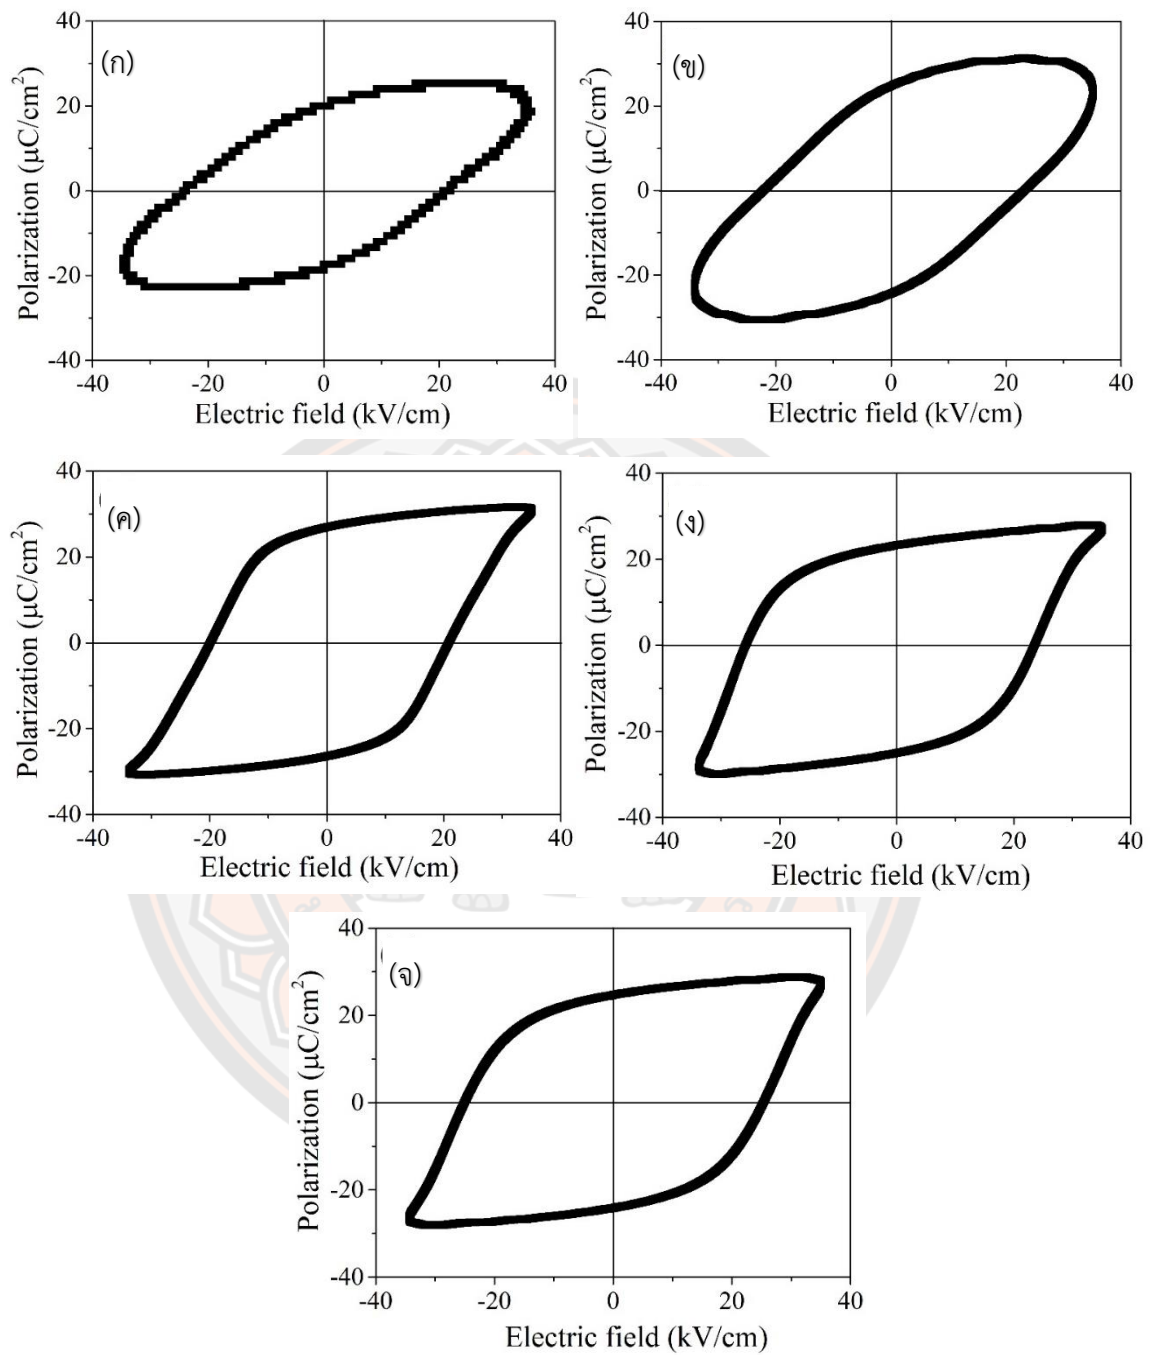 (ก)
40
20
0
-20
-40
-40 -20 0 20 40
Polarization (μC/cm²)
Electric field (kV/cm)
(ข)
40
20
0
-20
-40
-40 -20 0 20 40
Polarization (μC/cm²)
Electric field (kV/cm)
(ค)
40
20
0
-20
-40
-40 -20 0 20 40
Polarization (μC/cm²)
Electric field (kV/cm)
(ง)
40
20
0
-20
-40
-40 -20 0 20 40
Polarization (μC/cm²)
Electric field (kV/cm)
(จ)
40
20
0
-20
-40
-40 -20 0 20 40
Polarization (μC/cm²)
Electric field (kV/cm)